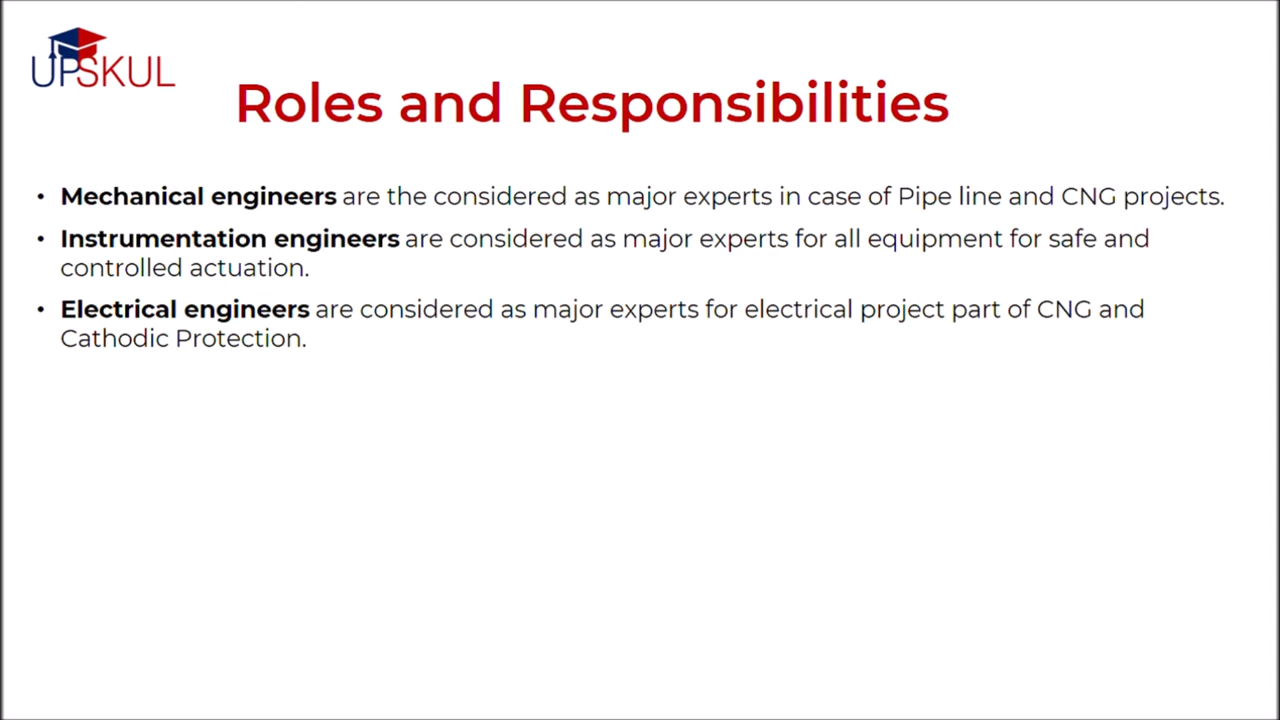 UPSKUL
Roles and Responsibilities
• Mechanical engineers are the considered as major experts in case of Pipe line and CNG projects.
• Instrumentation engineers are considered as major experts for all equipment for safe and
controlled actuation.
• Electrical engineers are considered as major experts for electrical project part of CNG and
Cathodic Protection.